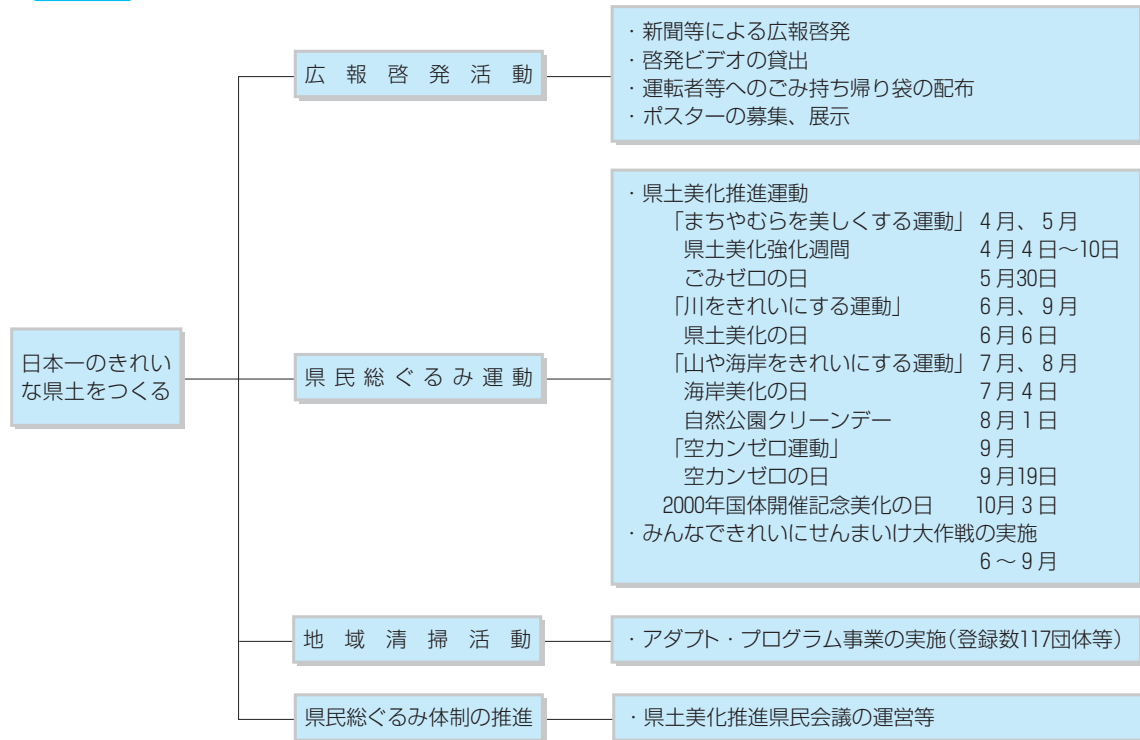 日本一のきれい
な県土をつくる
広報啓発活動
・新聞等による広報啓発
・啓発ビデオの貸出
・運転者等へのごみ持ち帰り袋の配布
・ポスターの募集、展示
県民総ぐるみ運動
・県土美化推進運動
「まちやむらを美しくする運動」 4月、5月
県土美化強化週間 4月4日～10日
ごみゼロの日 5月30日
「川をきれいにする運動」 6月、9月
県土美化の日 6月6日
「山や海岸をきれいにする運動」 7月、8月
海岸美化の日 7月4日
自然公園クリーンデー 8月1日
「空カンゼロ運動」 9月
空カンゼロの日 9月19日
2000年国体開催記念美化の日 10月3日
・みんなできれいにせんまいけ大作戦の実施
6～9月
地域清掃活動
・アダプト・プログラム事業の実施(登録数117団体等)
県民総ぐるみ体制の推進
・県土美化推進県民会議の運営等